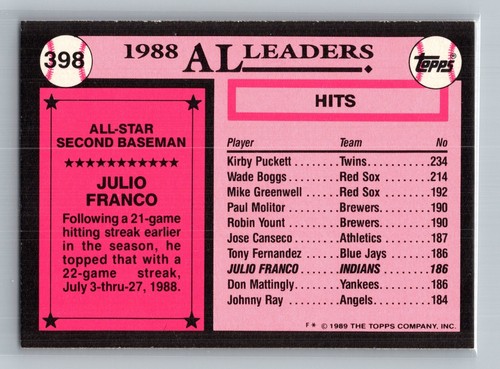 398
1988 AL LEADERS
Topps
ALL-STAR
SECOND BASEMAN
JULIO
FRANCO
Following a 21-game
hitting streak earlier
in the season, he
topped that with a
22-game streak,
July 3-thru-27, 1988.
HITS
Player Team No
Kirby Puckett ........ Twins ........ 234
Wade Boggs ........ Red Sox ........ 214
Mike Greenwell ........ Red Sox ........ 192
Paul Molitor ........ Brewers ........ 190
Robin Yount ........ Brewers ........ 190
Jose Canseco ........ Athletics ........ 187
Tony Fernandez ........ Blue Jays ........ 186
JULIO FRANCO ........ INDIANS ........ 186
Don Mattingly ........ Yankees ........ 186
Johnny Ray ........ Angels ........ 184
F* © 1989 THE TOPPS COMPANY, INC.